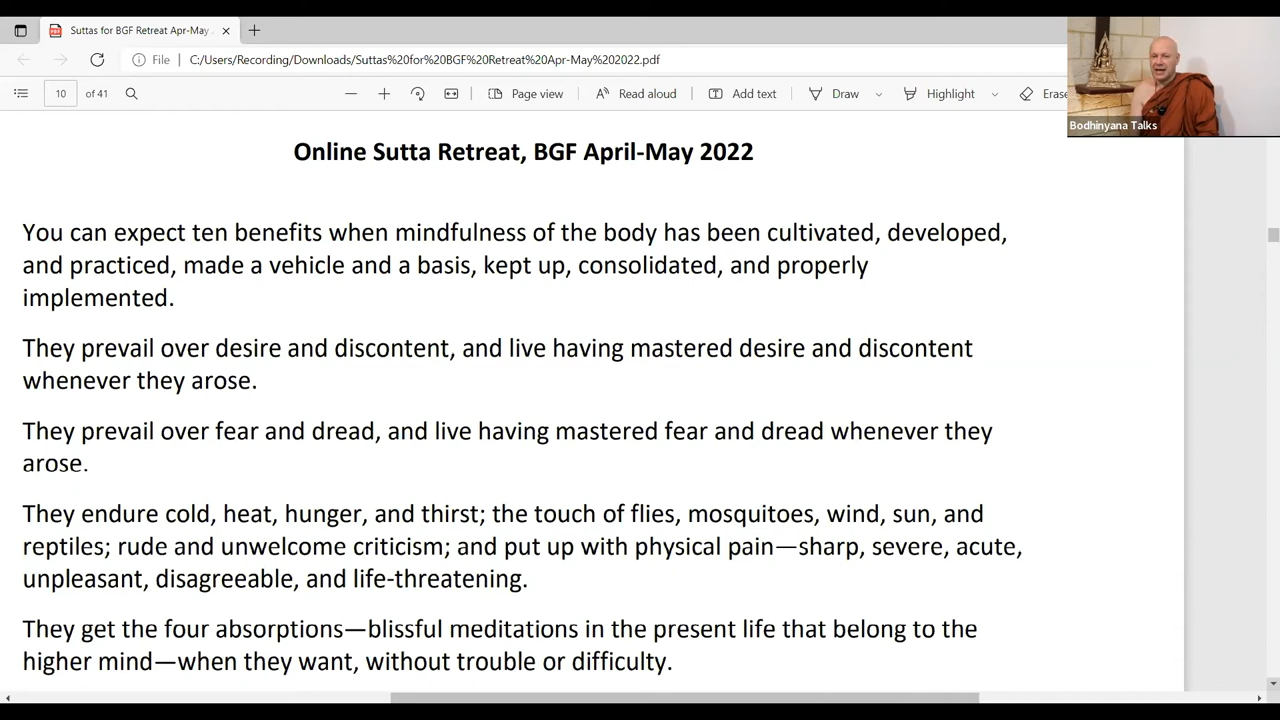 Suttas for BGF Retreat Apr-May
File C:/Users/Recording/Downloads/Suttas%20for%20BGF%20Retreat%20Apr-May%202022.pdf
10 of 41 Page view Read aloud Add text Draw Highlight Erase
Bodhinyana Talks
Online Sutta Retreat, BGF April-May 2022
You can expect ten benefits when mindfulness of the body has been cultivated, developed,
and practiced, made a vehicle and a basis, kept up, consolidated, and properly
implemented.
They prevail over desire and discontent, and live having mastered desire and discontent
whenever they arose.
They prevail over fear and dread, and live having mastered fear and dread whenever they
arose.
They endure cold, heat, hunger, and thirst; the touch of flies, mosquitoes, wind, sun, and
reptiles; rude and unwelcome criticism; and put up with physical pain—sharp, severe, acute,
unpleasant, disagreeable, and life-threatening.
They get the four absorptions—blissful meditations in the present life that belong to the
higher mind—when they want, without trouble or difficulty.